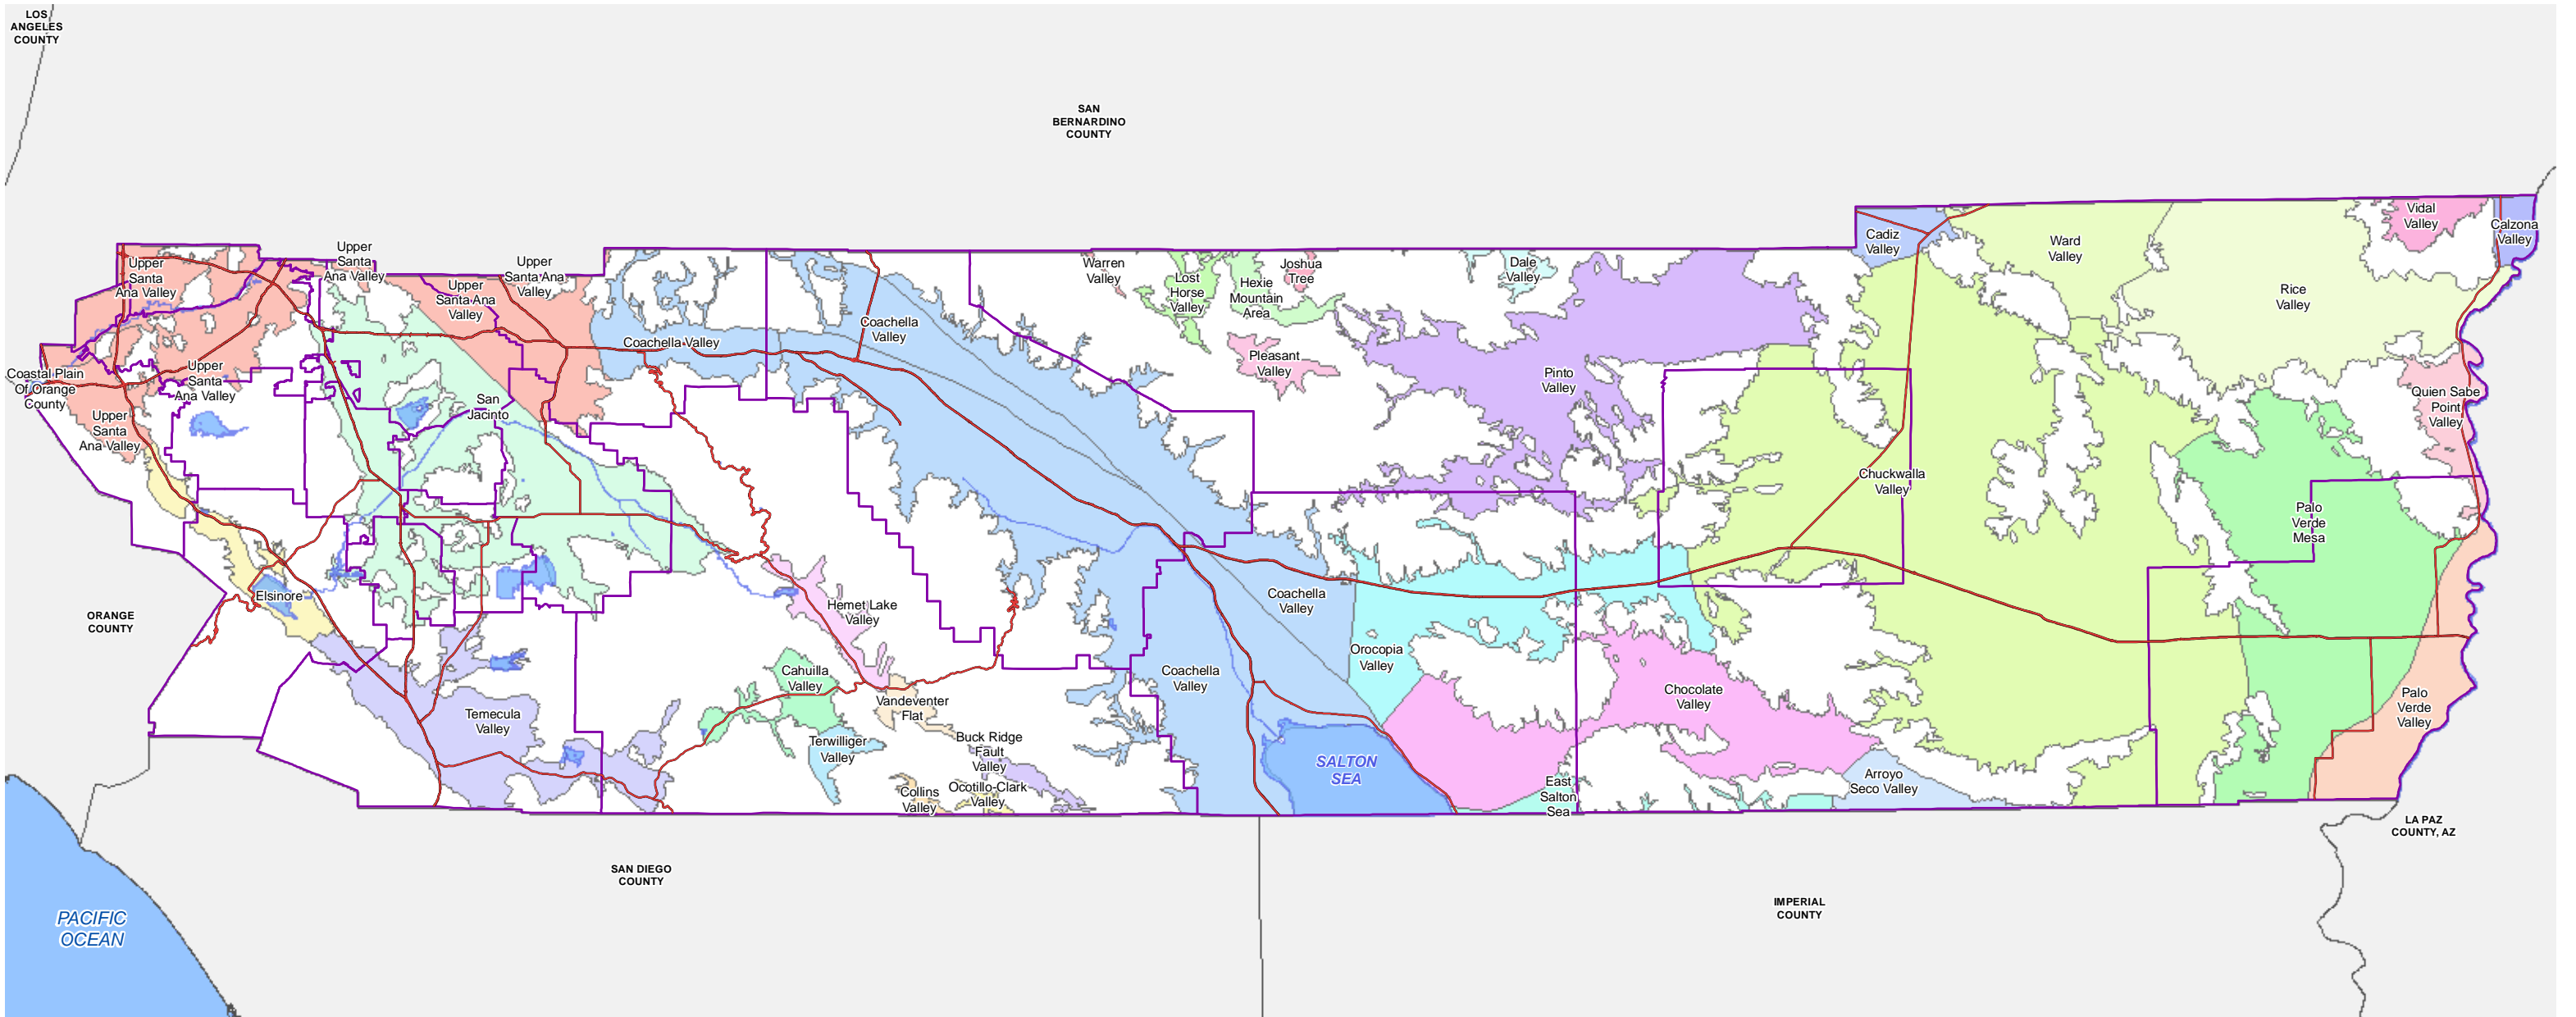 LOS
ANGELES
COUNTY
SAN
BERNARDINO
COUNTY
Upper
Santa
Ana Valley
Upper
Santa
Ana Valley
Upper
Santa Ana
Valley
Upper
Santa Ana
Valley
Coachella Valley
Coachella
Valley
Warren
Valley
Lost
Horse
Valley
Hexie
Mountain
Area
Joshua
Tree
Dale
Valley
Cadiz
Valley
Ward
Valley
Vidal
Valley
Calzona
Valley
Rice
Valley
Coastal Plain
Of Orange
County
Upper
Santa
Ana Valley
Upper
Santa
Ana Valley
San
Jacinto
Pleasant
Valley
Pinto
Valley
Quien Sabe
Point
Valley
Chuckwalla
Valley
Palo
Verde
Mesa
ORANGE
COUNTY
Elsinore
Hemet Lake
Valley
Coachella
Valley
Coachella
Valley
Orocopia
Valley
Cahuilla
Valley
Vandeventer
Flat
Chocolate
Valley
Palo
Verde
Valley
Temecula
Valley
Terwilliger
Valley
Buck Ridge
Fault
Valley
Collins
Valley
Ocotillo-Clark
Valley
SALTON
SEA
East
Salton
Sea
Arroyo
Seco Valley
LA PAZ
COUNTY, AZ
SAN DIEGO
COUNTY
IMPERIAL
COUNTY
PACIFIC
OCEAN